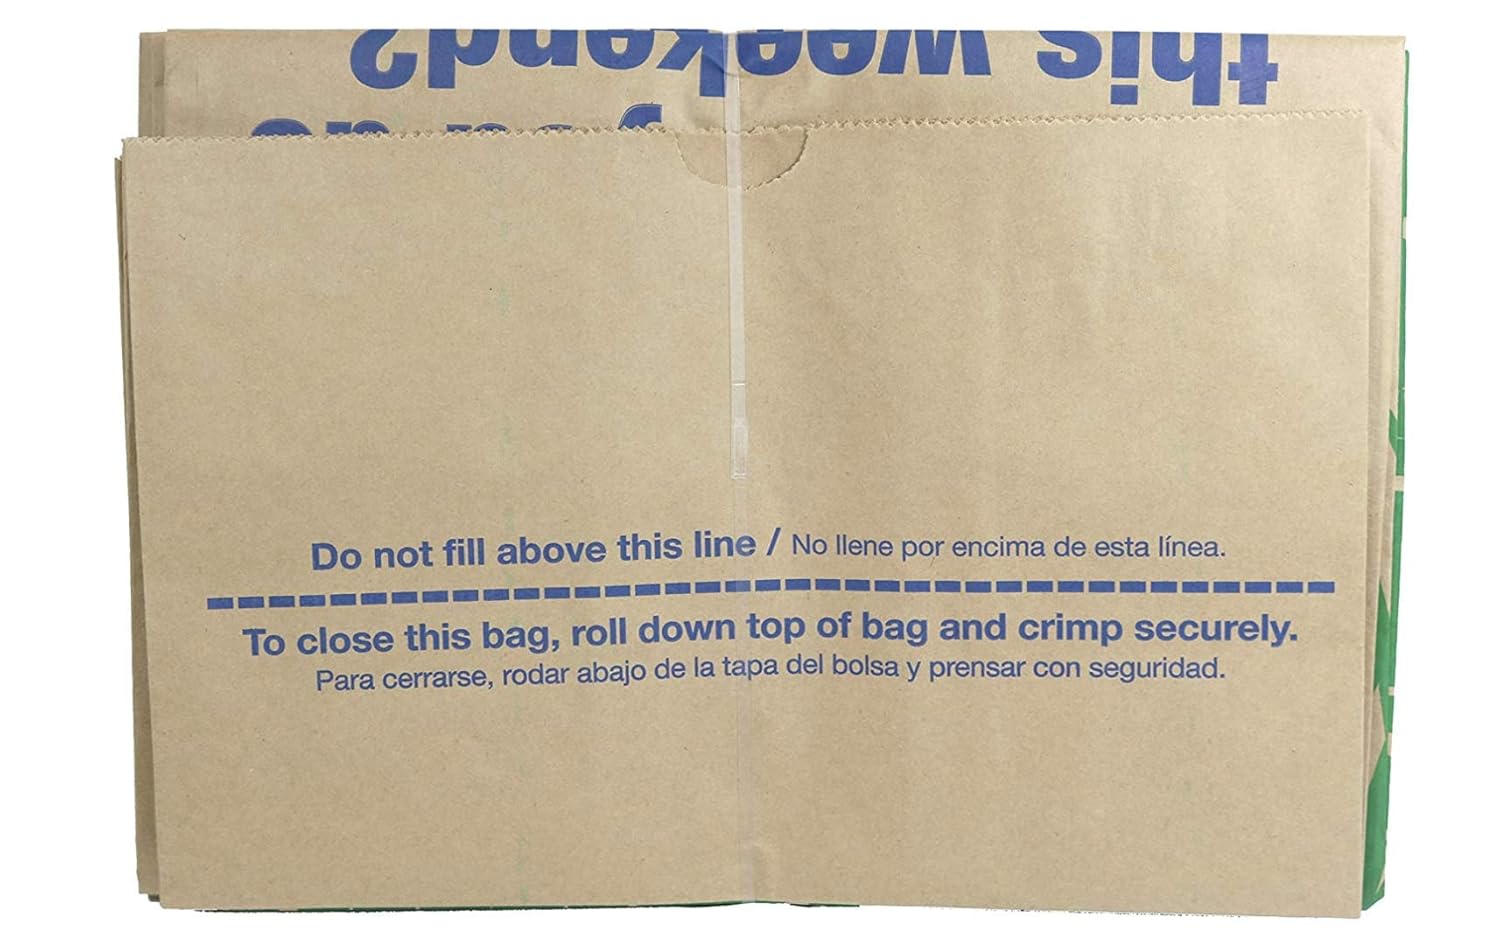 this weekend?
Do not fill above this line / No llene por encima de esta línea.
To close this bag, roll down top of bag and crimp securely.
Para cerrarse, rodar abajo de la tapa del bolsa y prensar con seguridad.